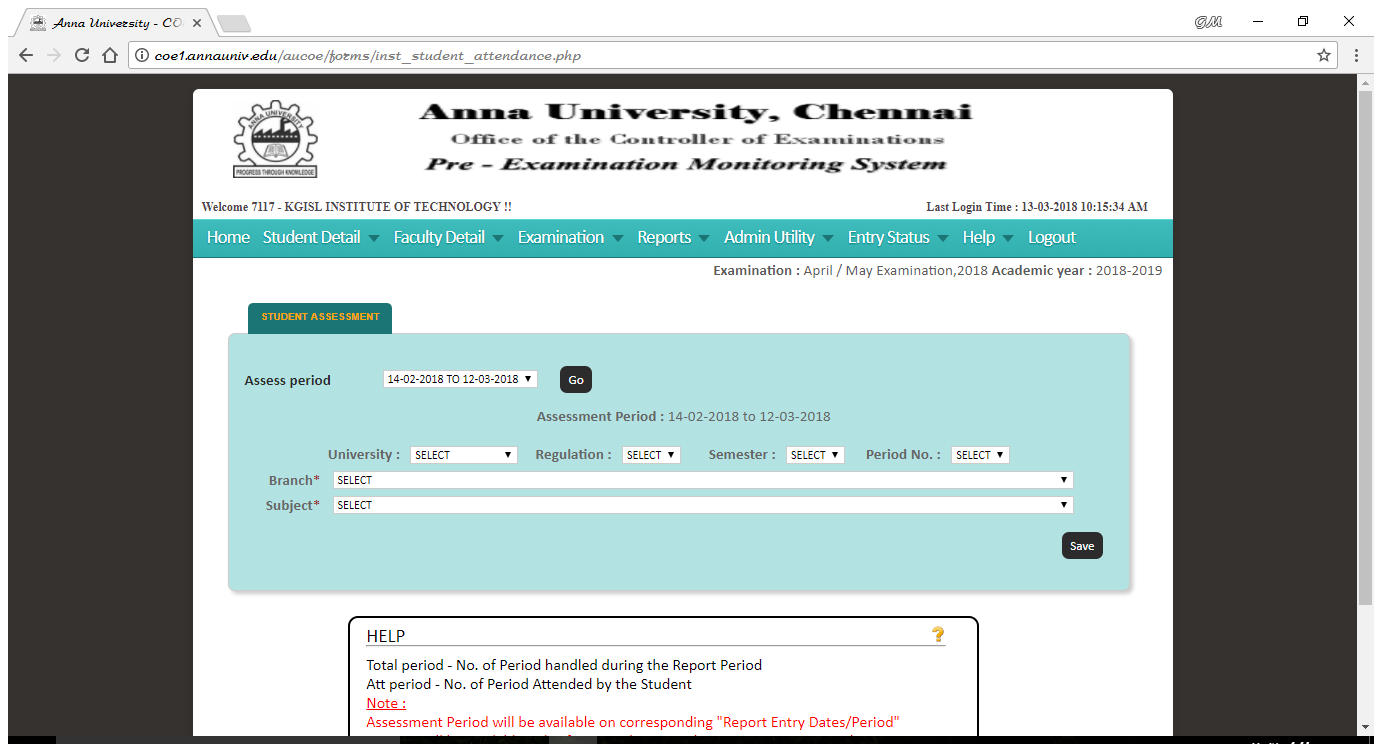 Anna University - CO
GM
coe1.annauniv.edu/aucoe/forms/inst_student_attendance.php
ANNA UNIVERSITY
PROGRESS THROUGH KNOWLEDGE
Anna University, Chennai
Office of the Controller of Examinations
Pre - Examination Monitoring System
Welcome 7117 - KGISL INSTITUTE OF TECHNOLOGY !! Last Login Time : 13-03-2018 10:15:34 AM
Home Student Detail Faculty Detail Examination Reports Admin Utility Entry Status Help Logout
Examination : April / May Examination,2018 Academic year : 2018-2019
STUDENT ASSESSMENT
Assess period 14-02-2018 TO 12-03-2018 Go
Assessment Period : 14-02-2018 to 12-03-2018
University : SELECT Regulation : SELECT Semester : SELECT Period No. : SELECT
Branch* SELECT
Subject* SELECT
Save
HELP ?
Total period - No. of Period handled during the Report Period
Att period - No. of Period Attended by the Student
Note :
Assessment Period will be available on corresponding "Report Entry Dates/Period"